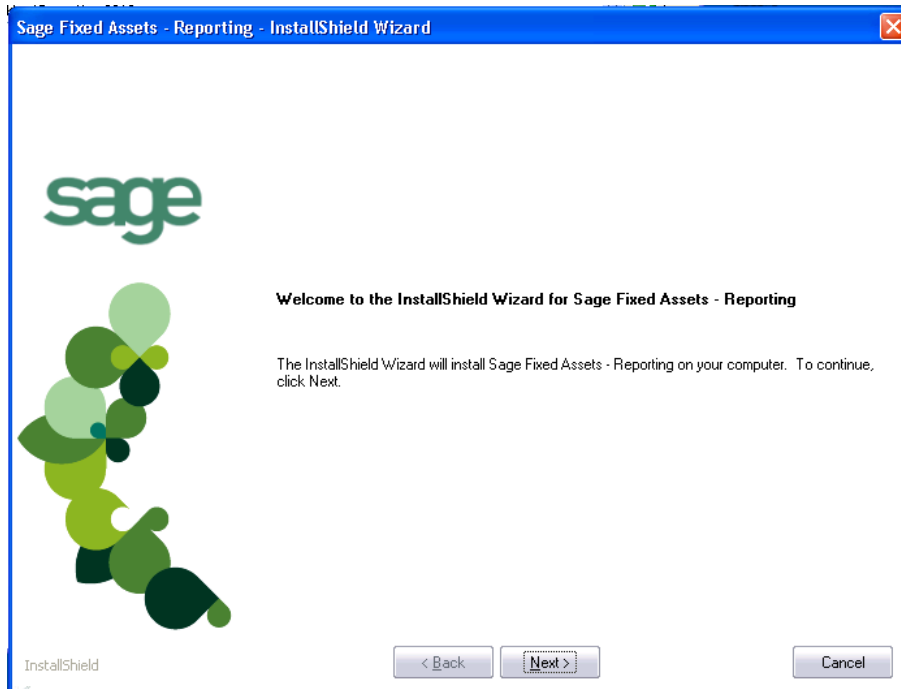 Sage Fixed Assets - Reporting - InstallShield Wizard
sage
Welcome to the InstallShield Wizard for Sage Fixed Assets - Reporting
The InstallShield Wizard will install Sage Fixed Assets - Reporting on your computer.  To continue,
click Next.
InstallShield
< Back
Next >
Cancel